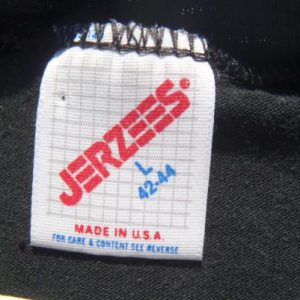 JERZEES
L
42-44
MADE IN U.S.A.
FOR CARE & CONTENT SEE REVERSE